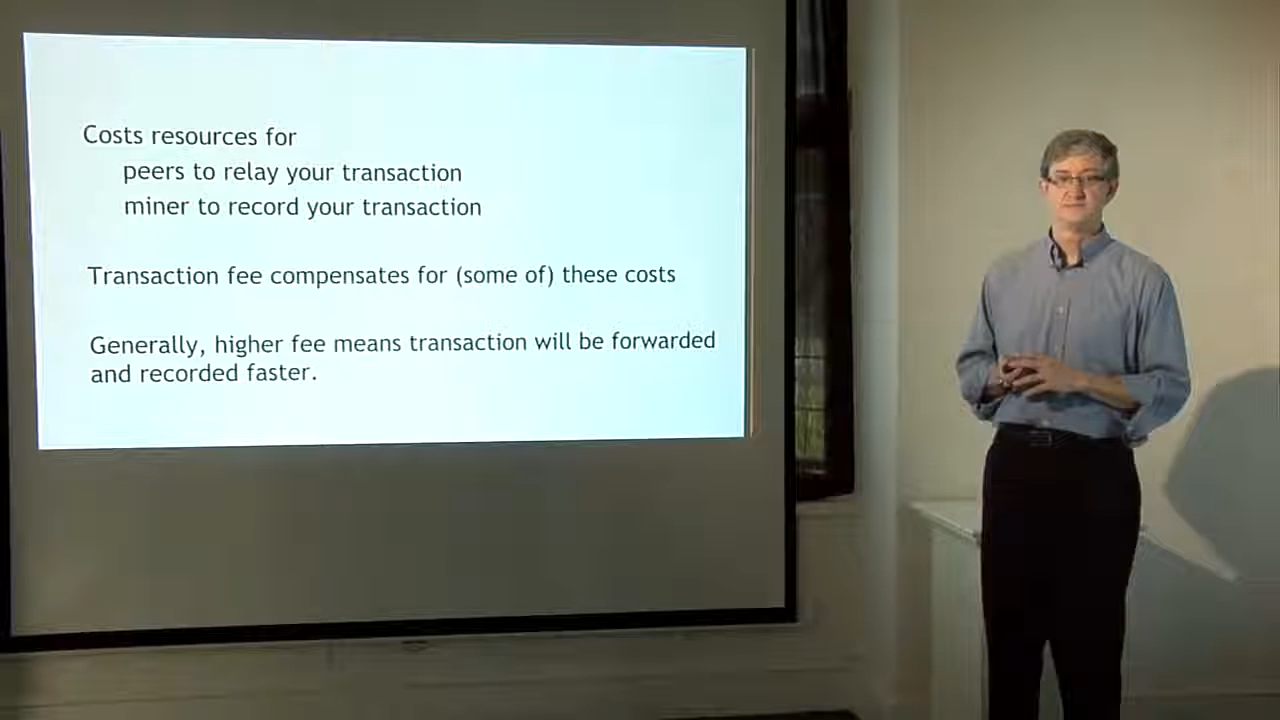 Costs resources for
peers to relay your transaction
miner to record your transaction
Transaction fee compensates for (some of) these costs
Generally, higher fee means transaction will be forwarded
and recorded faster.